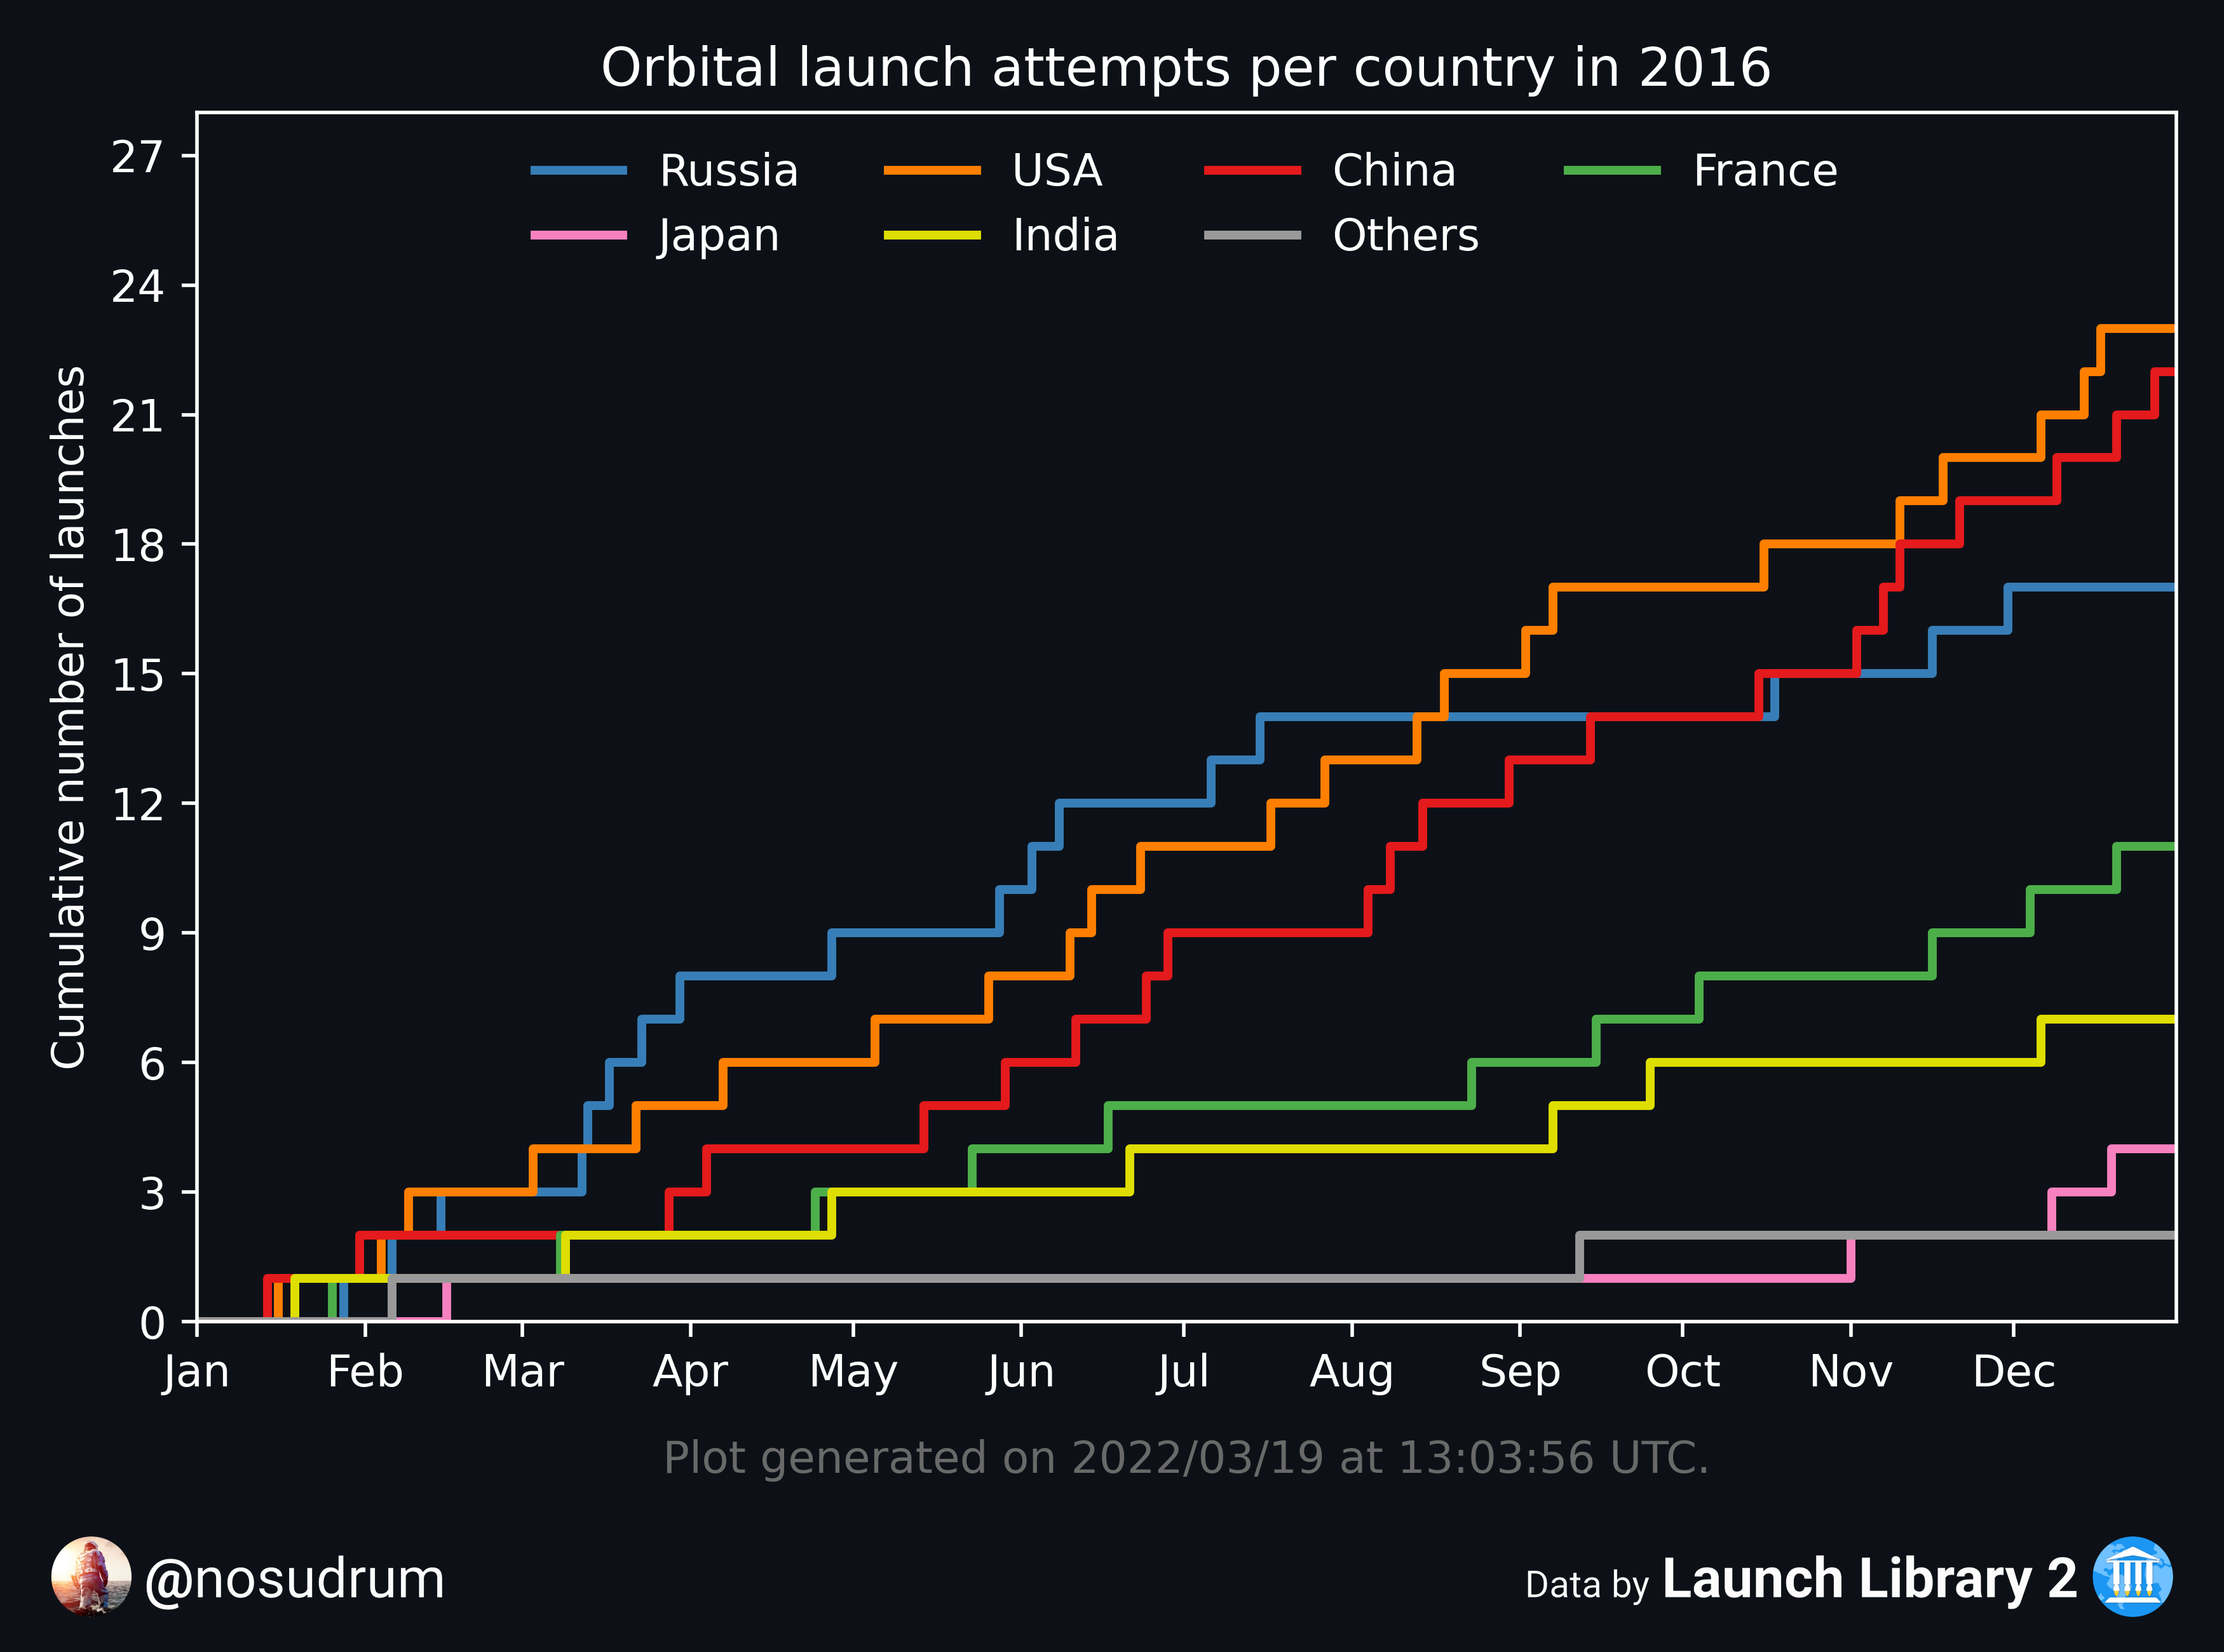 Orbital launch attempts per country in 2016
Russia USA China France
Japan India Others
Cumulative number of launches
27
24
21
18
15
12
9
6
3
0
Jan Feb Mar Apr May Jun Jul Aug Sep Oct Nov Dec
Plot generated on 2022/03/19 at 13:03:56 UTC.
@nosudrum
Data by Launch Library 2